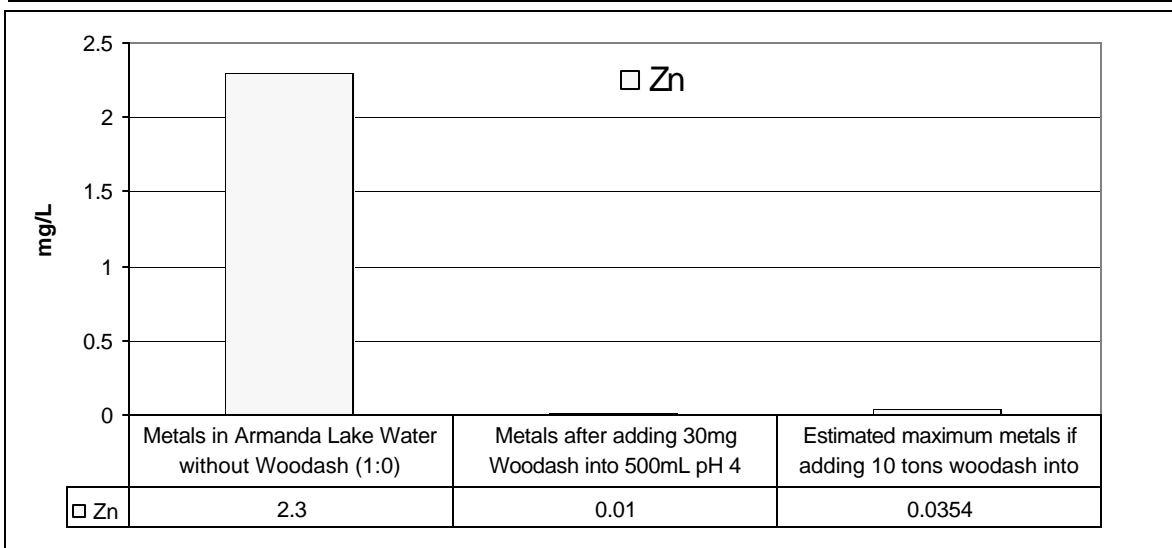 2.5
Zn
2
1.5
mg/L
1
0.5
0
Metals in Armanda Lake Water
without Woodash (1:0)
Metals after adding 30mg
Woodash into 500mL pH 4
Estimated maximum metals if
adding 10 tons woodash into
Zn 2.3 0.01 0.0354